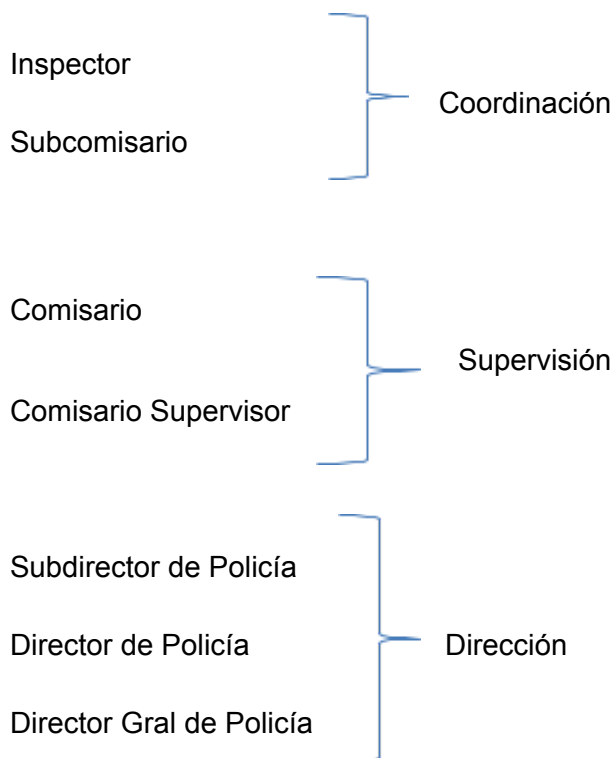 Inspector
Subcomisario
Coordinación
Comisario
Comisario Supervisor
Supervisión
Subdirector de Policía
Director de Policía
Director Gral de Policía
Dirección